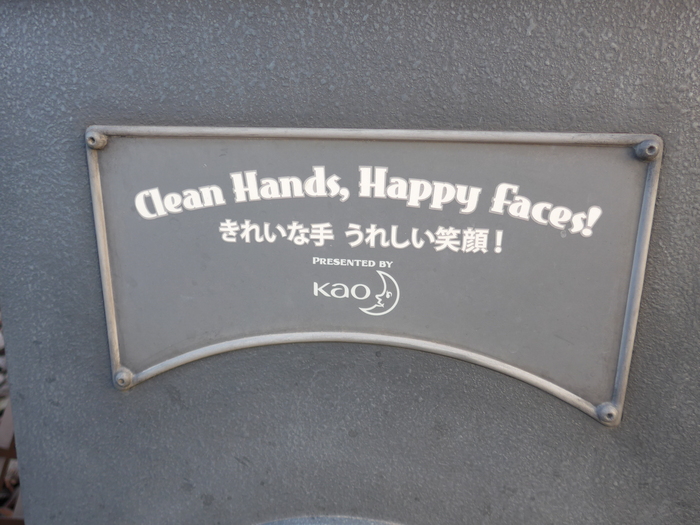 Clean Hands, Happy Faces!
きれいな手 うれしい笑顔！
PRESENTED BY
Kao